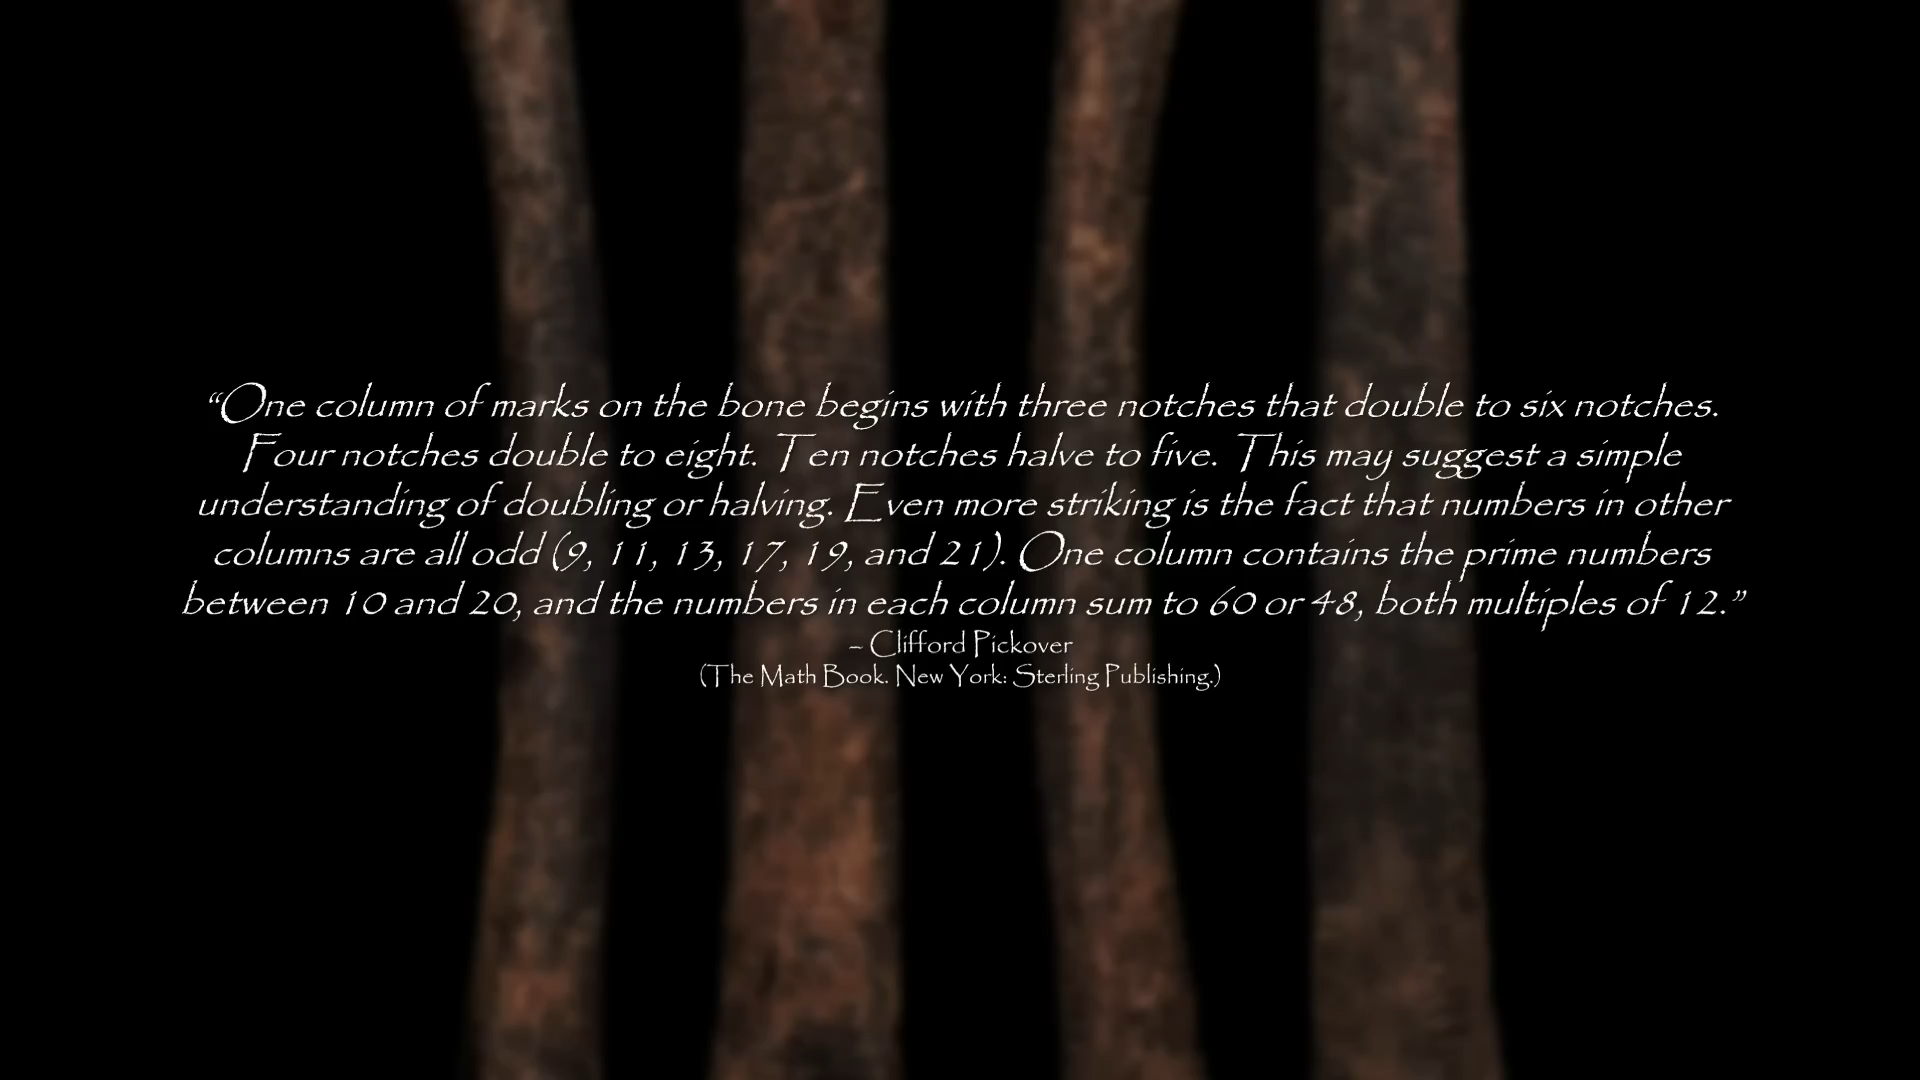 “One column of marks on the bone begins with three notches that double to six notches.
Four notches double to eight. Ten notches halve to five. This may suggest a simple
understanding of doubling or halving. Even more striking is the fact that numbers in other
columns are all odd (9, 11, 13, 17, 19, and 21). One column contains the prime numbers
between 10 and 20, and the numbers in each column sum to 60 or 48, both multiples of 12.”
– Clifford Pickover
(The Math Book. New York: Sterling Publishing.)